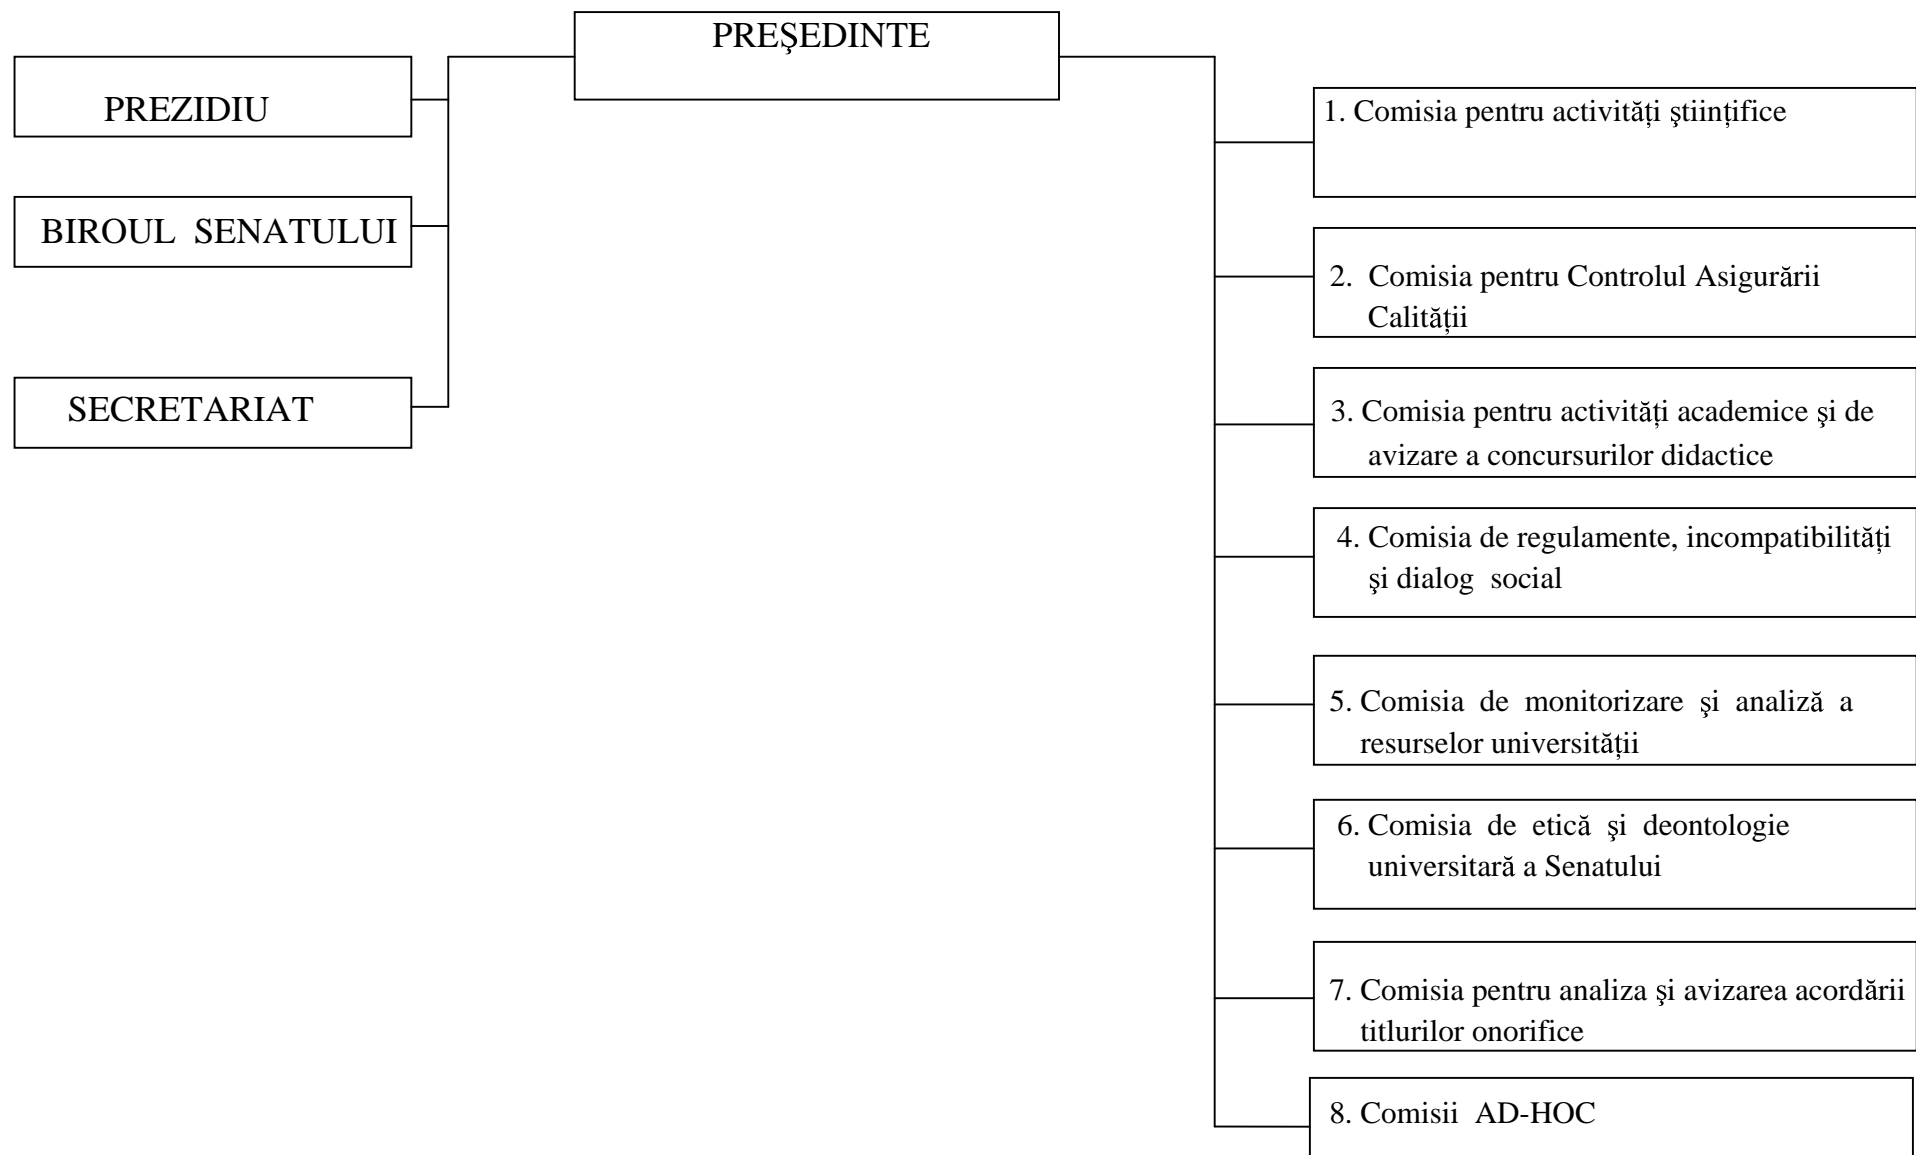 PREŞEDINTE
PREZIDIU
BIROUL SENATULUI
SECRETARIAT
1. Comisia pentru activități ştiințifice
2. Comisia pentru Controlul Asigurării
Calității
3. Comisia pentru activități academice şi de
avizare a concursurilor didactice
4. Comisia de regulamente, incompatibilități
şi dialog social
5. Comisia de monitorizare şi analiză a
resurselor universității
6. Comisia de etică şi deontologie
universitară a Senatului
7. Comisia pentru analiza şi avizarea acordării
titlurilor onorifice
8. Comisii AD-HOC